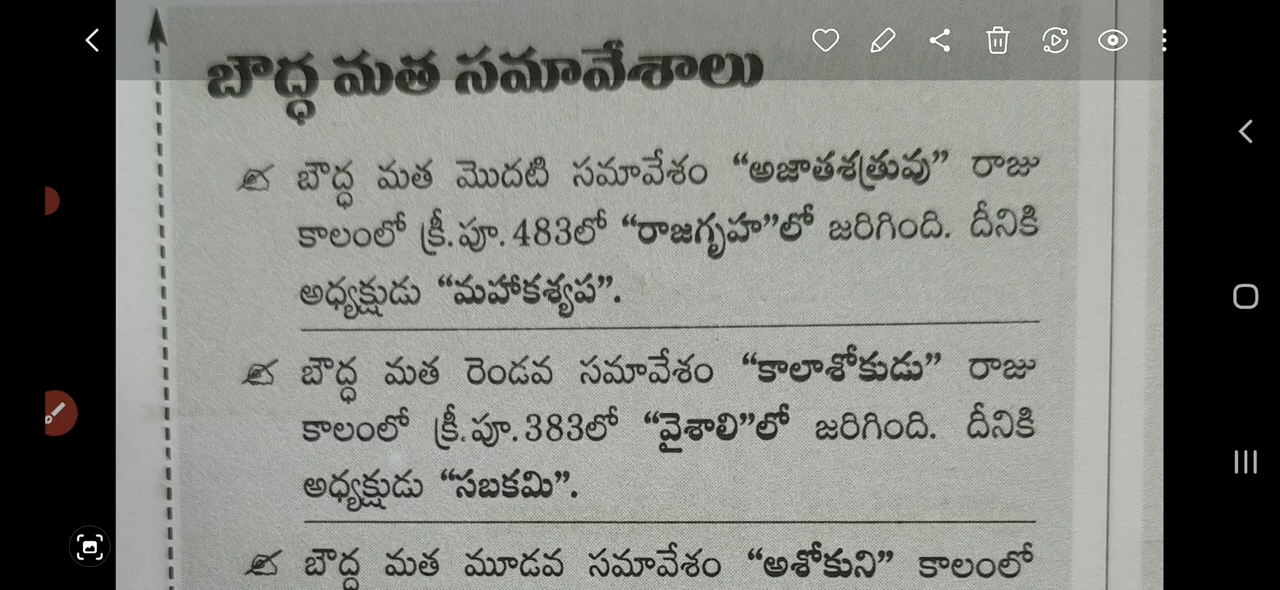 బౌద్ధ మత సమావేశాలు
బౌద్ధ మత మొదటి సమావేశం “అజాతశత్రువు” రాజు
కాలంలో క్రీ.పూ. 483లో “రాజగృహ”లో జరిగింది. దీనికి
అధ్యక్షుడు “మహాకశ్యప”.
బౌద్ధ మత రెండవ సమావేశం “కాలాశోకుడు” రాజు
కాలంలో క్రీ.పూ. 383లో “వైశాలి”లో జరిగింది. దీనికి
అధ్యక్షుడు “సబకమి”.
బౌద్ధ మత మూడవ సమావేశం “అశోకుని” కాలంలో